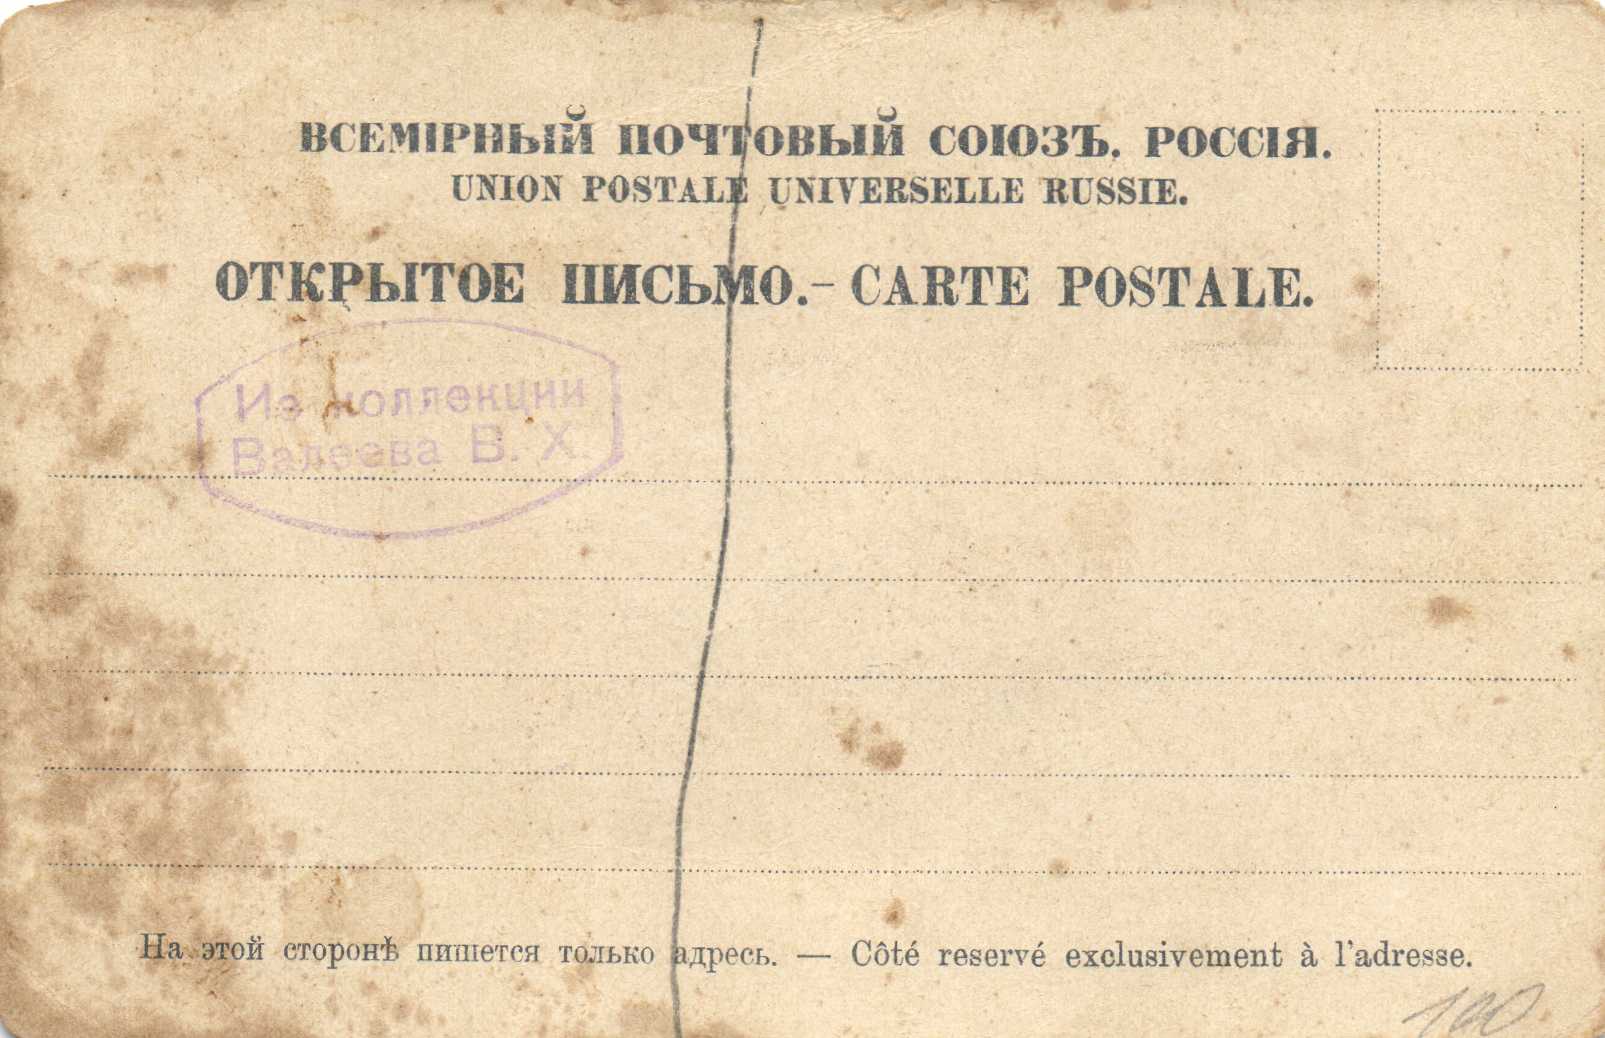 ВСЕМІРНЫЙ ПОЧТОВЫЙ СОЮЗЪ. РОССІЯ.
UNION POSTALE UNIVERSELLE RUSSIE.
ОТКРЫТОЕ ПИСЬМО.– CARTE POSTALE.
Из коллекции
Валеева В. Х.
На этой сторонѣ пишется только адресь. — Côté reservé exclusivement à l'adresse.
100